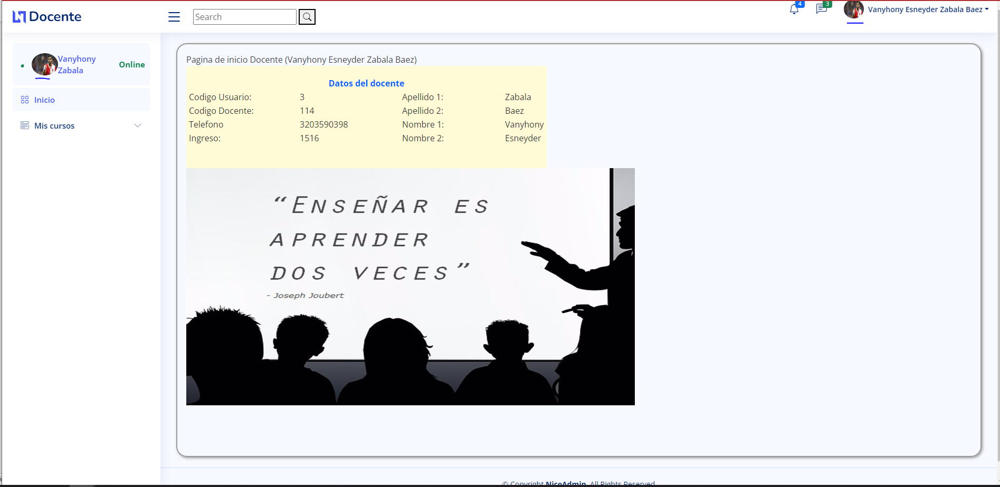 Docente
Search
4
3
Vanyhony Esneyder Zabala Baez
Vanyhony
Zabala
Online
Inicio
Mis cursos
Pagina de inicio Docente (Vanyhony Esneyder Zabala Baez)
Datos del docente
Codigo Usuario: 3 Apellido 1: Zabala
Codigo Docente: 114 Apellido 2: Baez
Telefono 3203590398 Nombre 1: Vanyhony
Ingreso: 1516 Nombre 2: Esneyder
“Enseñar es
aprender
dos veces”
- Joseph Joubert
© Copyright NiceAdmin. All Rights Reserved